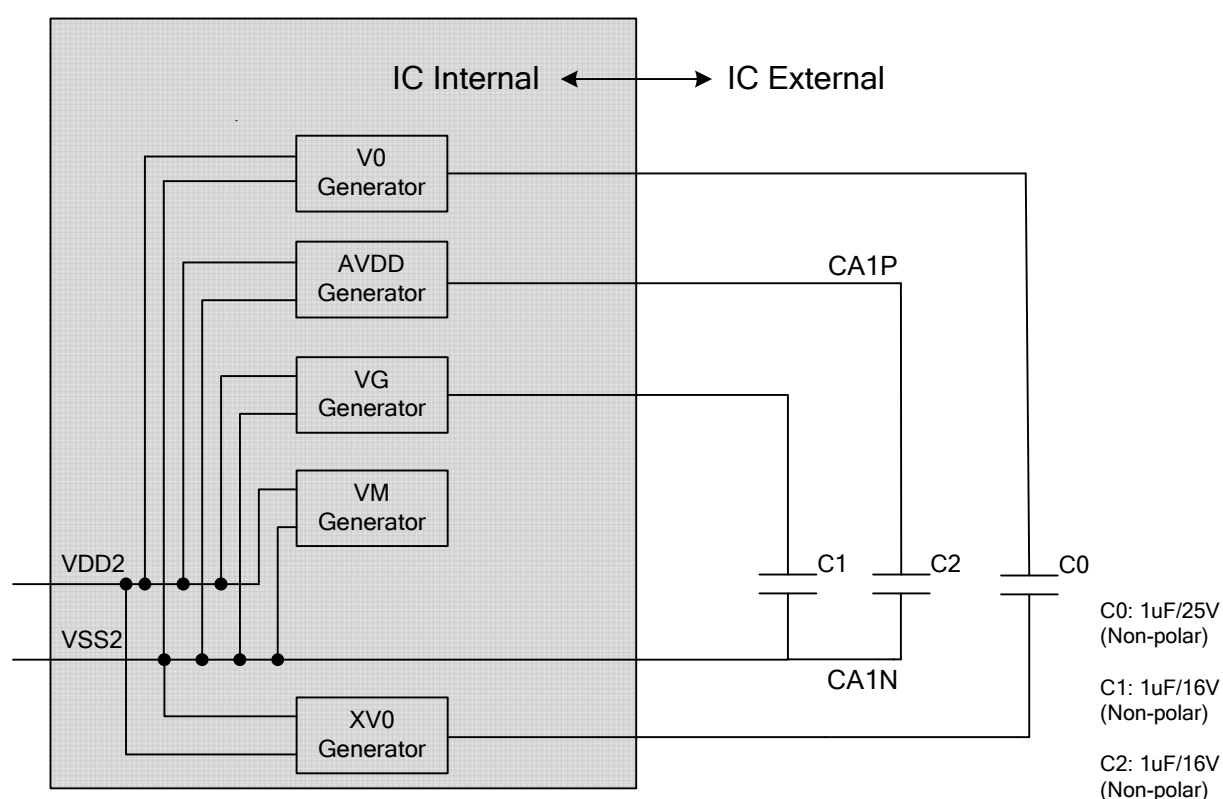 IC Internal IC External
V0
Generator
AVDD
Generator
CA1P
VG
Generator
VM
Generator
VDD2
C1
C2
C0
C0: 1uF/25V
(Non-polar)
VSS2
CA1N
C1: 1uF/16V
(Non-polar)
XV0
Generator
C2: 1uF/16V
(Non-polar)